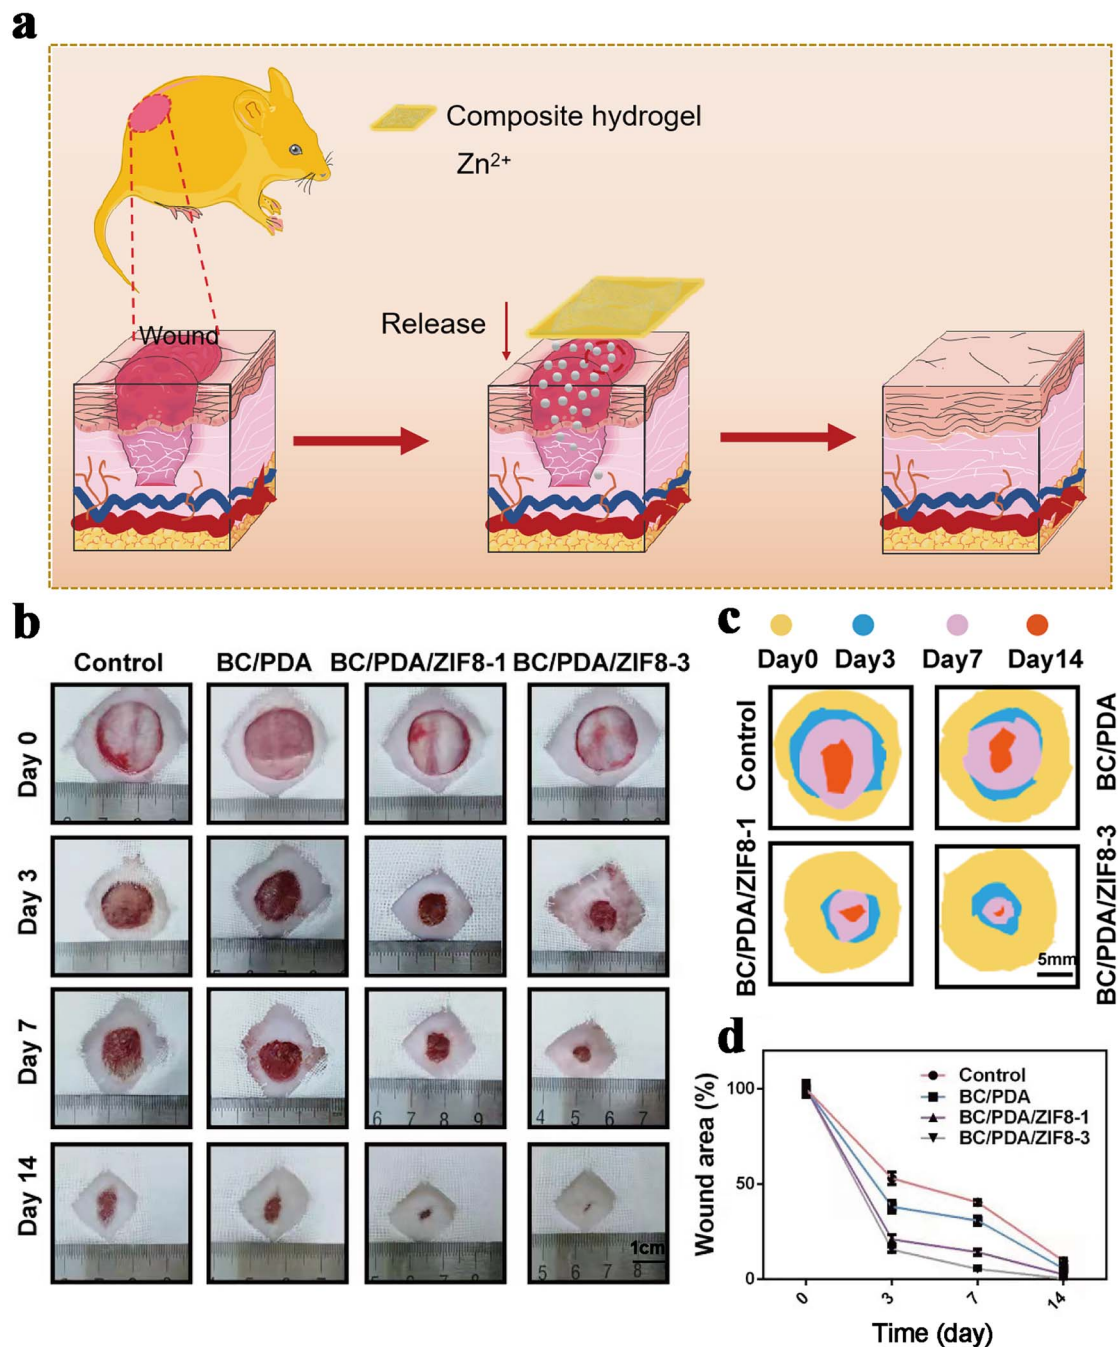 a
Composite hydrogel
Zn²⁺
Wound
Release
b
Control BC/PDA BC/PDA/ZIF8-1 BC/PDA/ZIF8-3
Day 0
Day 3
Day 7
Day 14
6 7 8 9
4 5 6 7
5 6 7 8
1cm
c
Day0 Day3 Day7 Day14
Control
BC/PDA
BC/PDA/ZIF8-1
BC/PDA/ZIF8-3
5mm
d
Wound area (%)
100
50
0
Control
BC/PDA
BC/PDA/ZIF8-1
BC/PDA/ZIF8-3
0 3 7 14
Time (day)